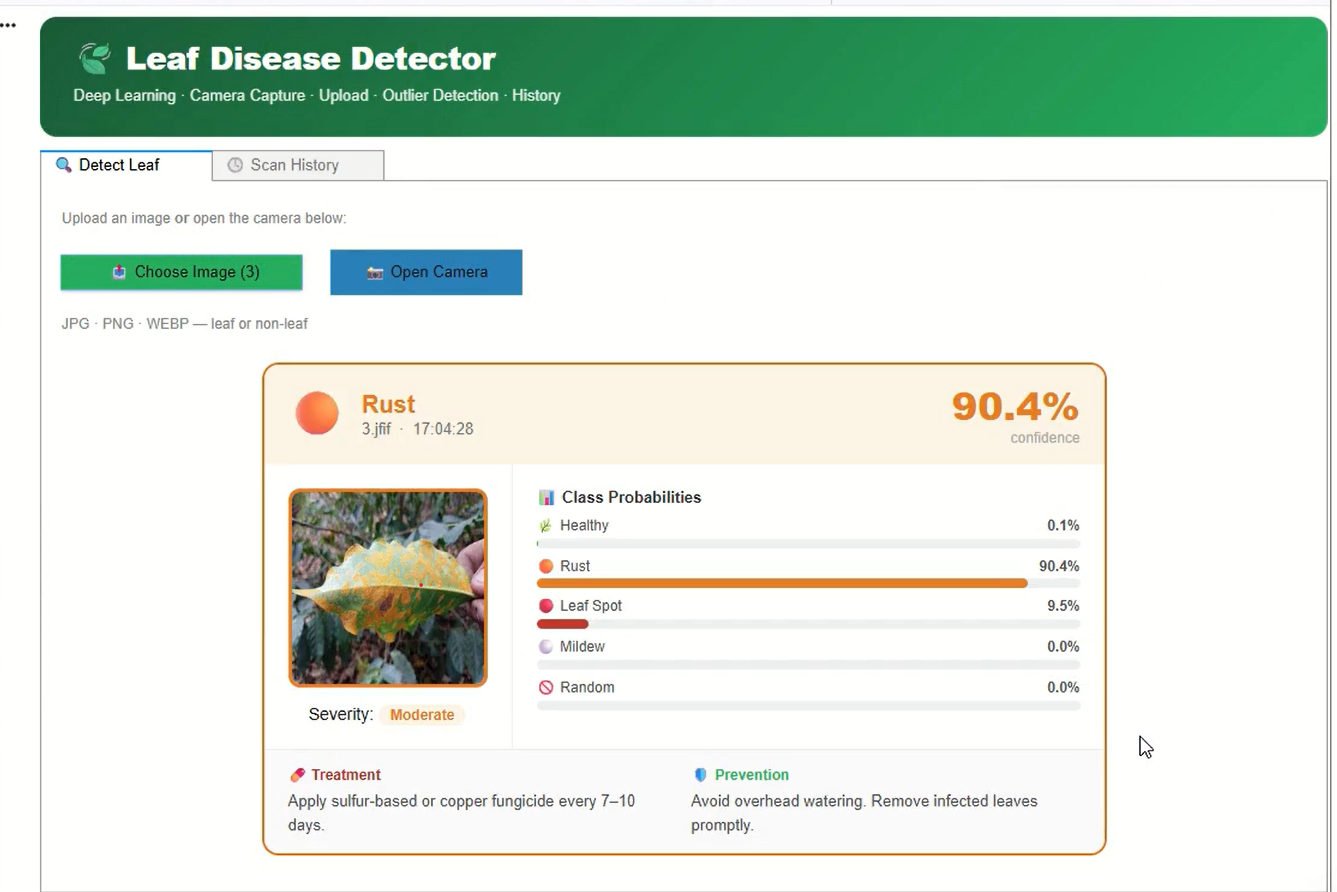 Leaf Disease Detector
Deep Learning · Camera Capture · Upload · Outlier Detection · History
Detect Leaf
Scan History
Upload an image or open the camera below:
Choose Image (3)
Open Camera
JPG · PNG · WEBP — leaf or non-leaf
Rust
3.jfif · 17:04:28
90.4%
confidence
Severity: Moderate
Class Probabilities
Healthy 0.1%
Rust 90.4%
Leaf Spot 9.5%
Mildew 0.0%
Random 0.0%
Treatment
Apply sulfur-based or copper fungicide every 7–10
days.
Prevention
Avoid overhead watering. Remove infected leaves
promptly.